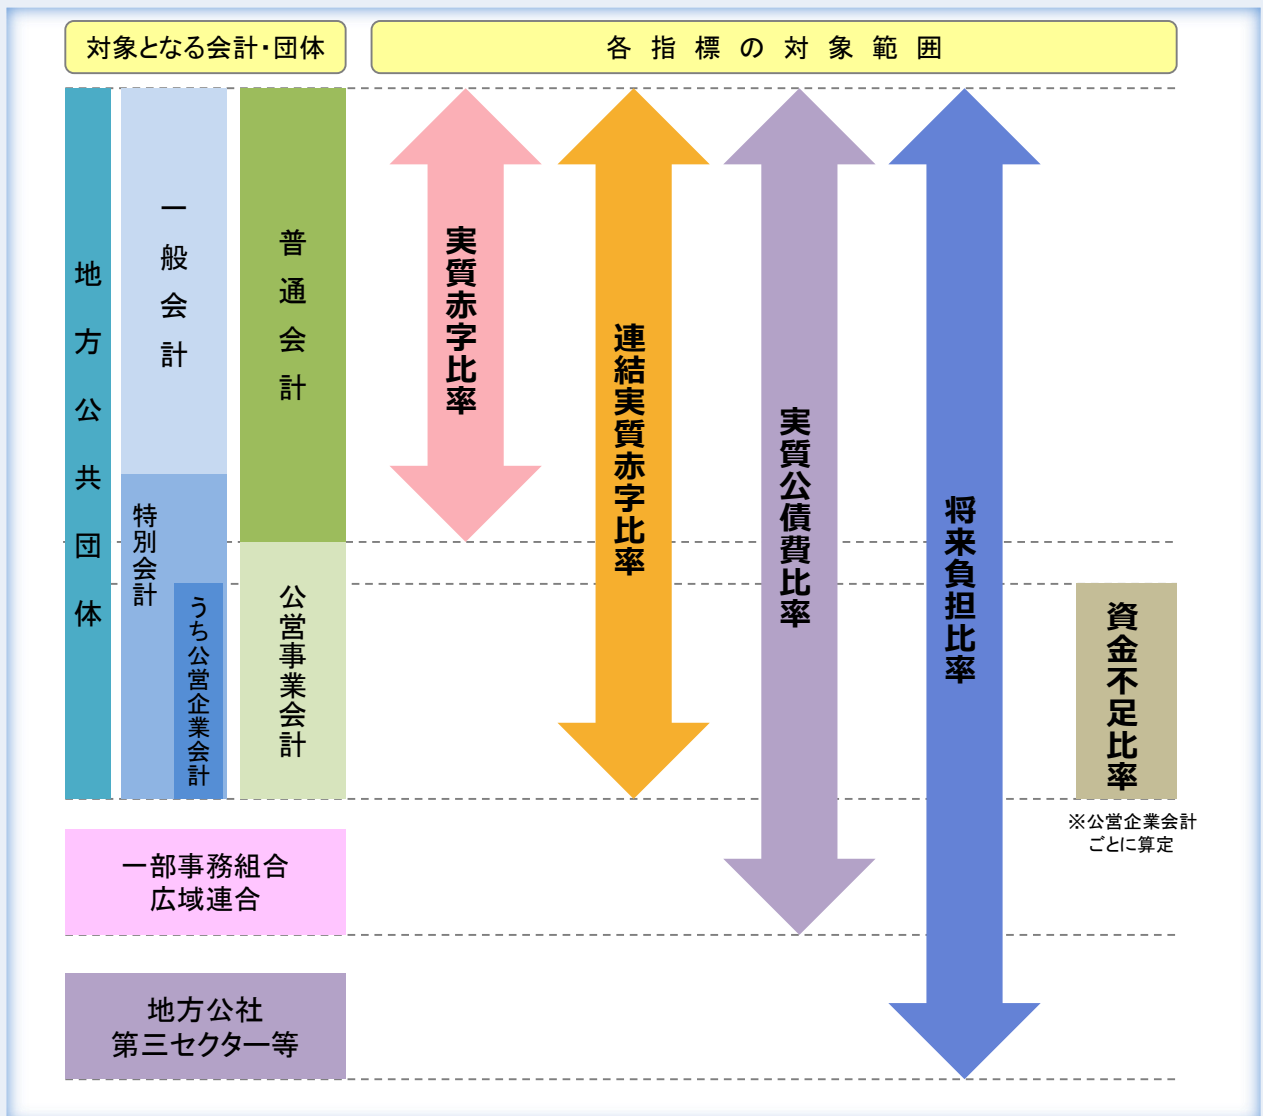 対象となる会計・団体
各指標の対象範囲
地方公共団体
一般会計
特別会計
うち公営企業会計
普通会計
公営事業会計
実質赤字比率
連結実質赤字比率
実質公債費比率
将来負担比率
資金不足比率
※公営企業会計
ごとに算定
一部事務組合
広域連合
地方公社
第三セクター等